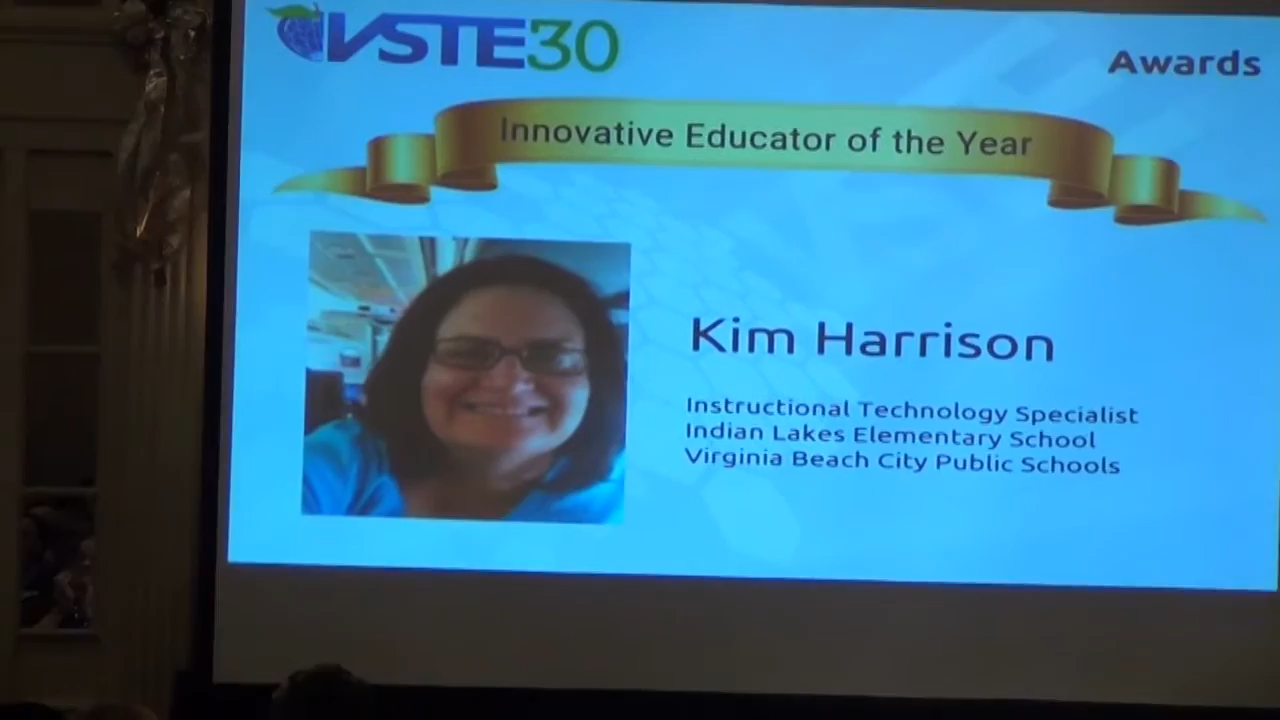 VSTE30
Awards
Innovative Educator of the Year
Kim Harrison
Instructional Technology Specialist
Indian Lakes Elementary School
Virginia Beach City Public Schools